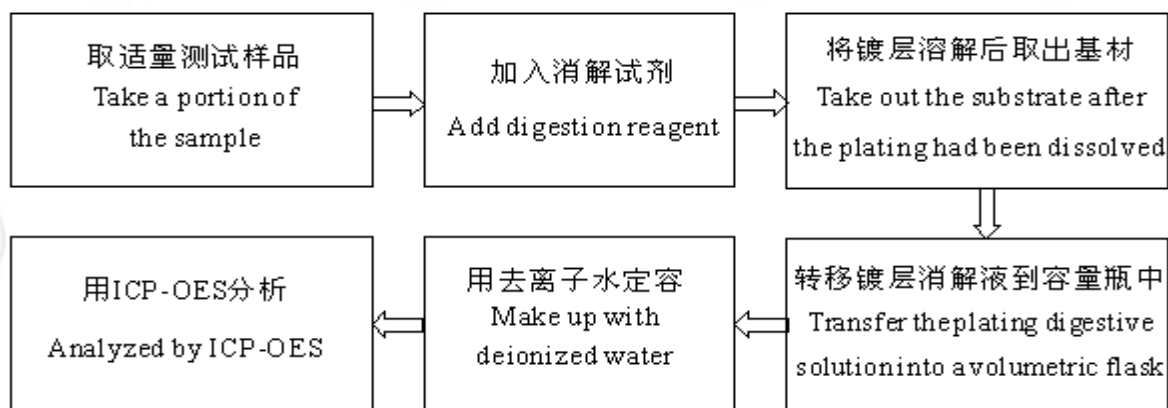 取适量测试样品
Take a portion of
the sample
加入消解试剂
Add digestion reagent
将镀层溶解后取出基材
Take out the substrate after
the plating had been dissolved
转移镀层消解液到容量瓶中
Transfer the plating digestive
solution into a volumetric flask
用去离子水定容
Make up with
deionized water
用ICP-OES分析
Analyzed by ICP-OES